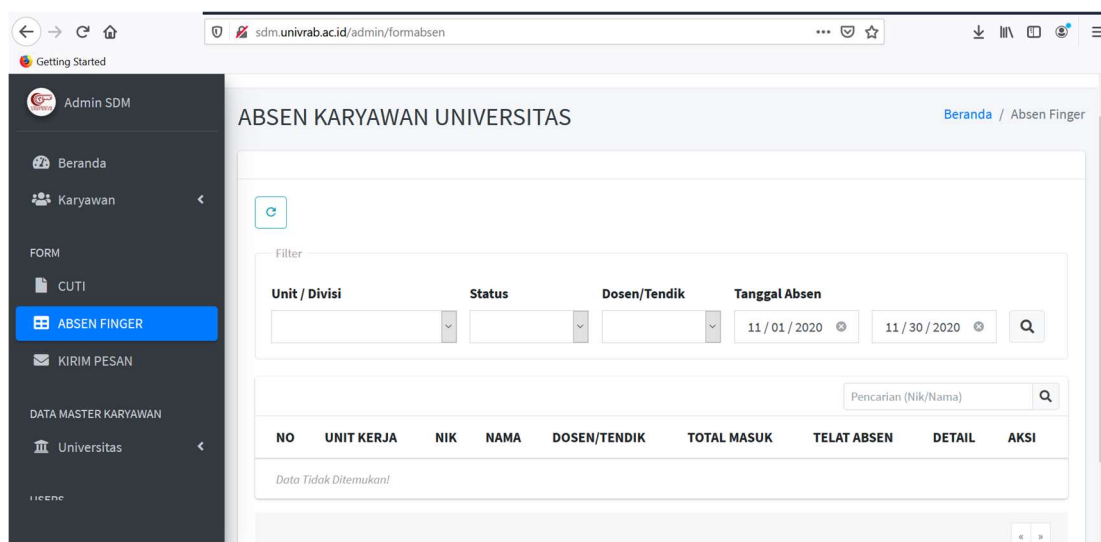 sdm.univrab.ac.id/admin/formabsen
Getting Started
Admin SDM
Beranda
Karyawan
FORM
CUTI
ABSEN FINGER
KIRIM PESAN
DATA MASTER KARYAWAN
Universitas
USERS
ABSEN KARYAWAN UNIVERSITAS
Beranda / Absen Finger
Filter
Unit / Divisi Status Dosen/Tendik Tanggal Absen
11 / 01 / 2020 11 / 30 / 2020
Pencarian (Nik/Nama)
NO UNIT KERJA NIK NAMA DOSEN/TENDIK TOTAL MASUK TELAT ABSEN DETAIL AKSI
Data Tidak Ditemukan!
« »